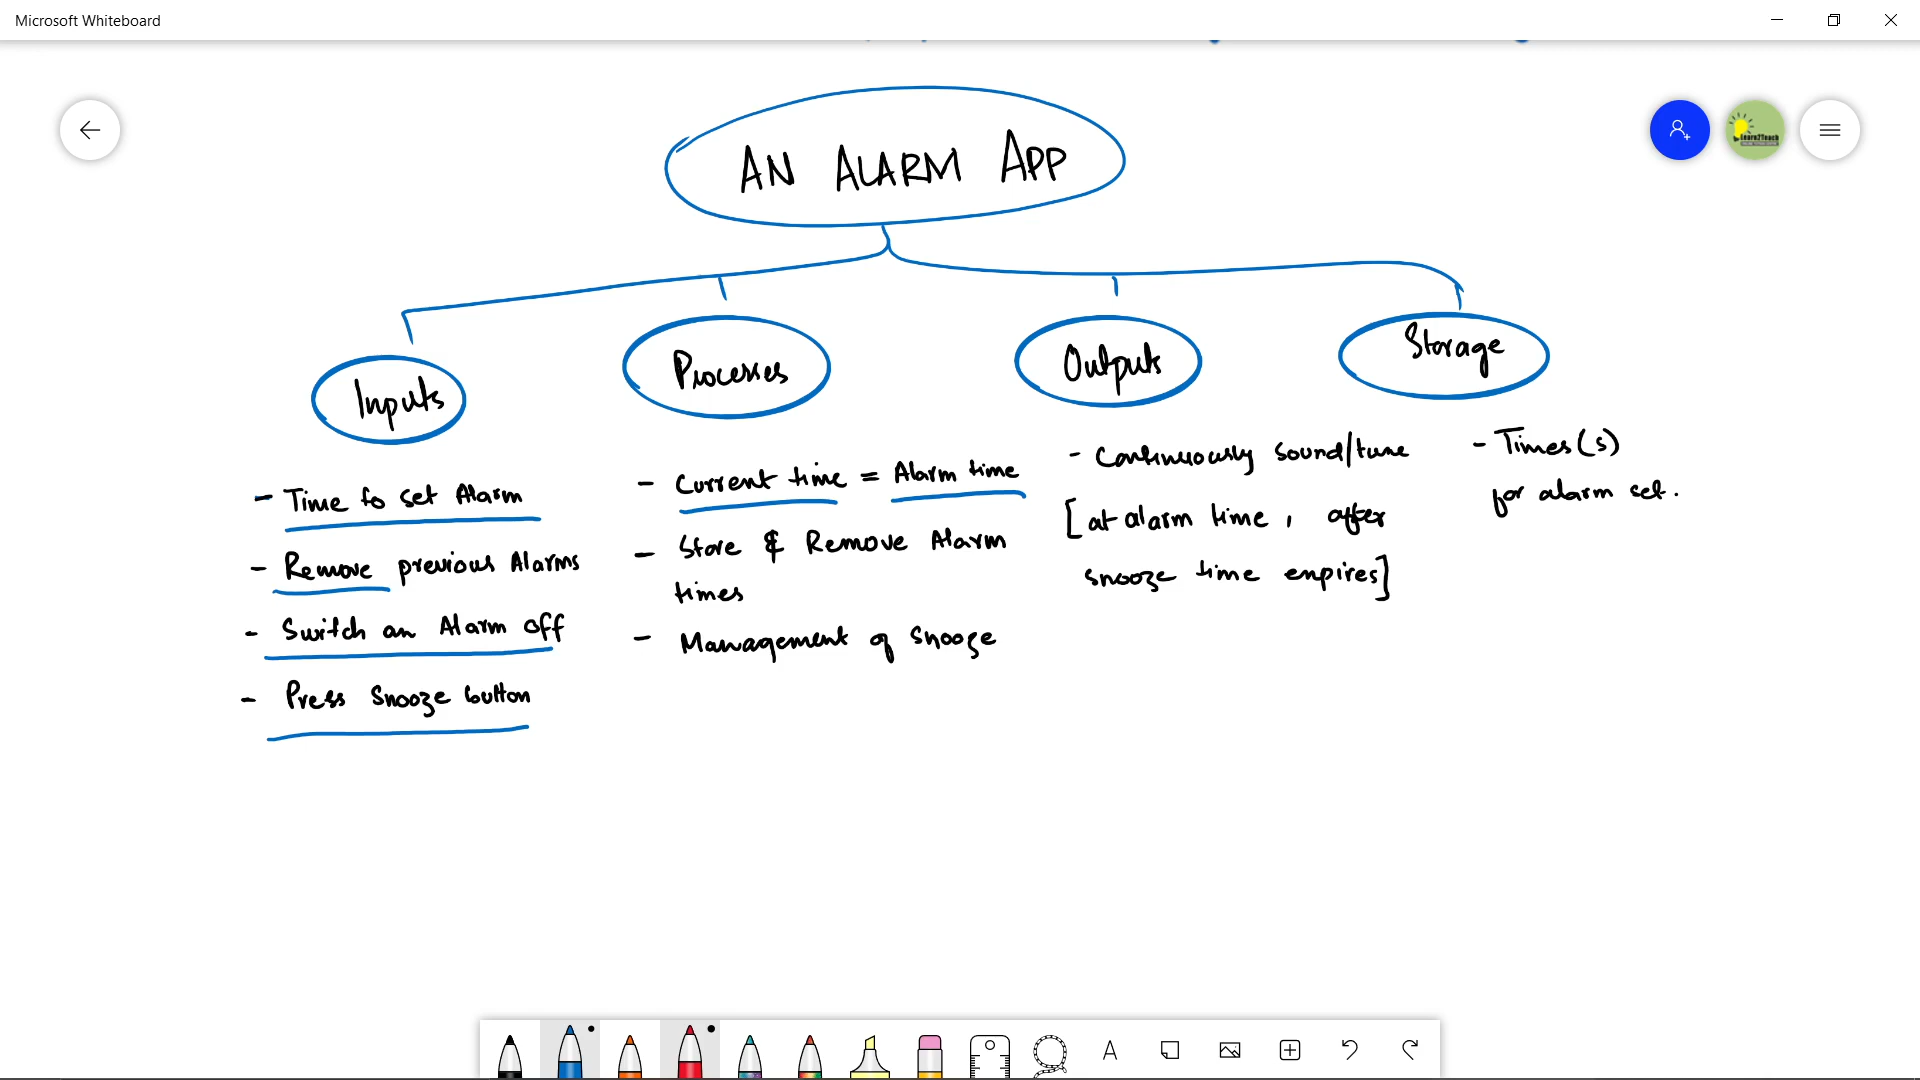 Microsoft Whiteboard
Learn2Teach
AN ALARM APP
Inputs
Processes
Outputs
Storage
- Time to set Alarm
- Remove previous Alarms
- Switch an Alarm off
- Press Snooze button
- Current time = Alarm time
- Store & Remove Alarm
times
- Management of Snooze
- Continuously sound/tune
[at alarm time, after
snooze time expires]
- Times(s)
for alarm set.
A